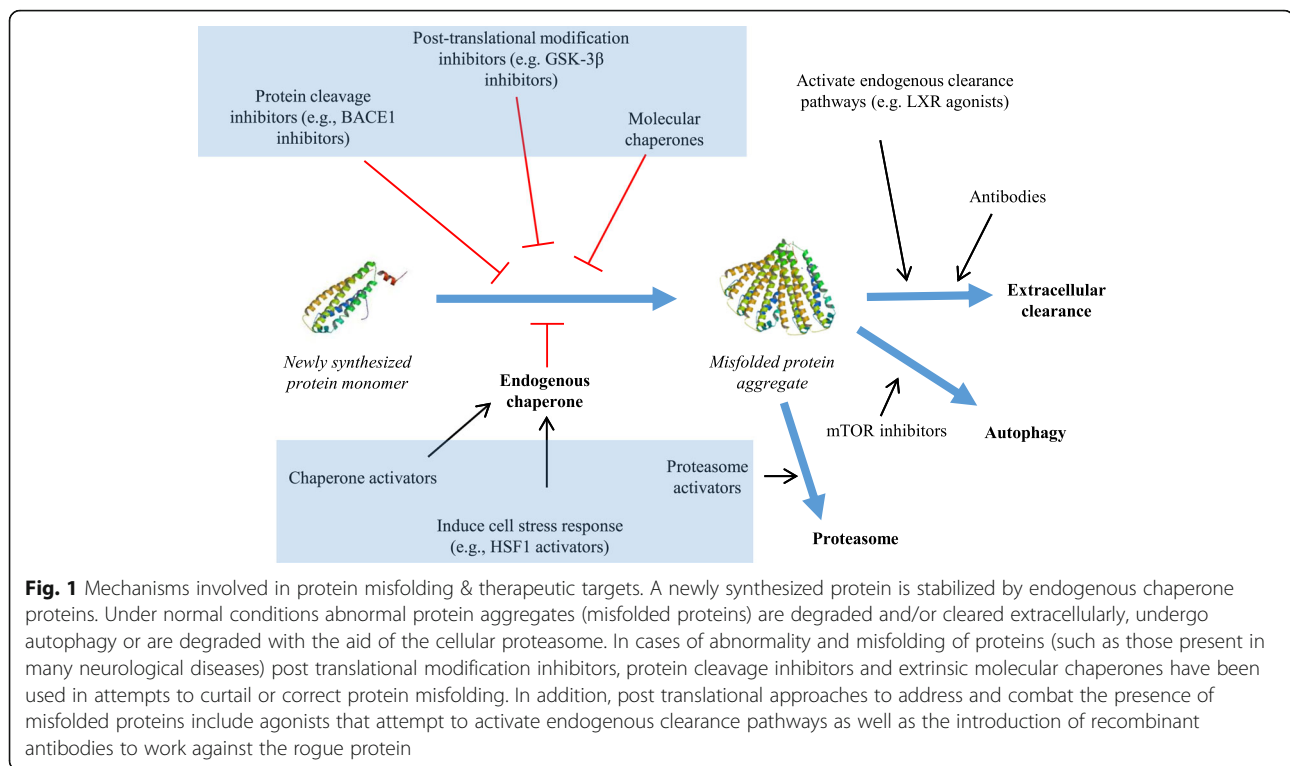 Post-translational modification
inhibitors (e.g. GSK-3β
inhibitors)
Protein cleavage
inhibitors (e.g., BACE1
inhibitors)
Molecular
chaperones
Activate endogenous clearance
pathways (e.g. LXR agonists)
Antibodies
Extracellular
clearance
Newly synthesized
protein monomer
Endogenous
chaperone
Misfolded protein
aggregate
mTOR inhibitors
Autophagy
Chaperone activators
Induce cell stress response
(e.g., HSF1 activators)
Proteasome
activators
Proteasome
Fig. 1 Mechanisms involved in protein misfolding & therapeutic targets. A newly synthesized protein is stabilized by endogenous chaperone
proteins. Under normal conditions abnormal protein aggregates (misfolded proteins) are degraded and/or cleared extracellularly, undergo
autophagy or are degraded with the aid of the cellular proteasome. In cases of abnormality and misfolding of proteins (such as those present in
many neurological diseases) post translational modification inhibitors, protein cleavage inhibitors and extrinsic molecular chaperones have been
used in attempts to curtail or correct protein misfolding. In addition, post translational approaches to address and combat the presence of
misfolded proteins include agonists that attempt to activate endogenous clearance pathways as well as the introduction of recombinant
antibodies to work against the rogue protein